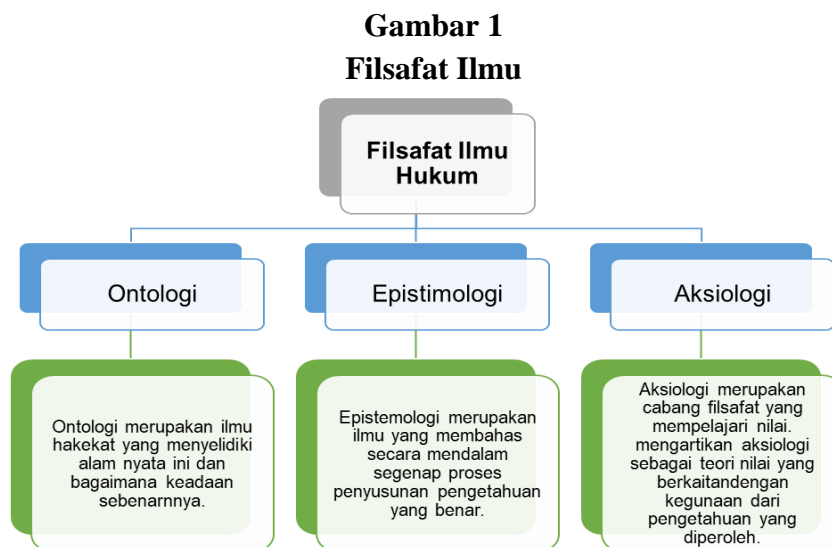 Gambar 1
Filsafat Ilmu
Filsafat Ilmu
Hukum
Ontologi
Epistimologi
Aksiologi
Ontologi merupakan ilmu
hakekat yang menyelidiki
alam nyata ini dan
bagaimana keadaan
sebenarnnya.
Epistemologi merupakan
ilmu yang membahas
secara mendalam
segenap proses
penyusunan pengetahuan
yang benar.
Aksiologi merupakan
cabang filsafat yang
mempelajari nilai.
mengartikan aksiologi
sebagai teori nilai yang
berkaitandengan
kegunaan dari
pengetahuan yang
diperoleh.